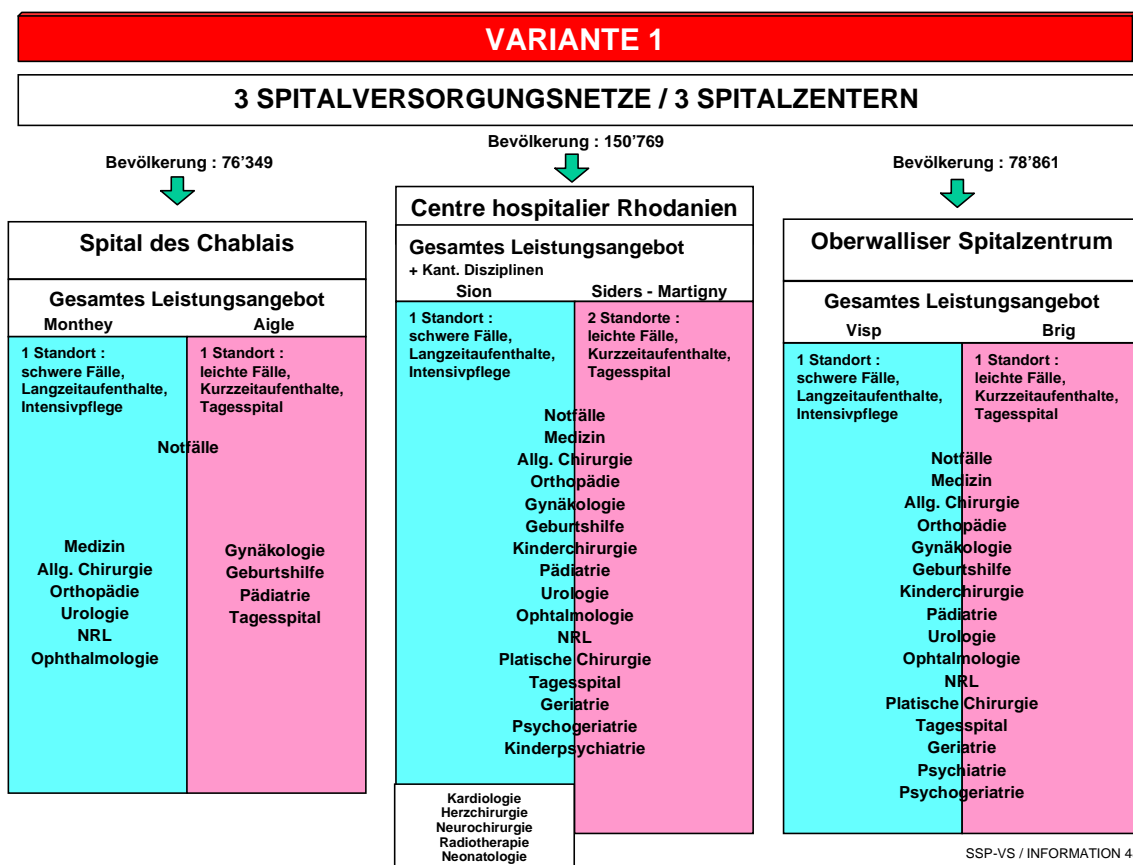 VARIANTE 1
3 SPITALVERSORGUNGSNETZE / 3 SPITALZENTERN
Bevölkerung : 76'349
Bevölkerung : 150'769
Bevölkerung : 78'861
Spital des Chablais
Gesamtes Leistungsangebot
Monthey
Aigle
1 Standort :
schwere Fälle,
Langzeitaufenthalte,
Intensivpflege
1 Standort :
leichte Fälle,
Kurzzeitaufenthalte,
Tagesspital
Notfälle
Medizin
Allg. Chirurgie
Orthopädie
Urologie
NRL
Ophthalmologie
Gynäkologie
Geburtshilfe
Pädiatrie
Tagesspital
Centre hospitalier Rhodanien
Gesamtes Leistungsangebot
+ Kant. Disziplinen
Sion
Siders - Martigny
1 Standort :
schwere Fälle,
Langzeitaufenthalte,
Intensivpflege
2 Standorte :
leichte Fälle,
Kurzzeitaufenthalte,
Tagesspital
Notfälle
Medizin
Allg. Chirurgie
Orthopädie
Gynäkologie
Geburtshilfe
Kinderchirurgie
Pädiatrie
Urologie
Ophtalmologie
NRL
Platische Chirurgie
Tagesspital
Geriatrie
Psychogeriatrie
Kinderpsychiatrie
Kardiologie
Herzchirurgie
Neurochirurgie
Radiotherapie
Neonatologie
Oberwalliser Spitalzentrum
Gesamtes Leistungsangebot
Visp
Brig
1 Standort :
schwere Fälle,
Langzeitaufenthalte,
Intensivpflege
1 Standort :
leichte Fälle,
Kurzzeitaufenthalte,
Tagesspital
Notfälle
Medizin
Allg. Chirurgie
Orthopädie
Gynäkologie
Geburtshilfe
Kinderchirurgie
Pädiatrie
Urologie
Ophtalmologie
NRL
Platische Chirurgie
Tagesspital
Geriatrie
Psychiatrie
Psychogeriatrie
SSP-VS / INFORMATION 4